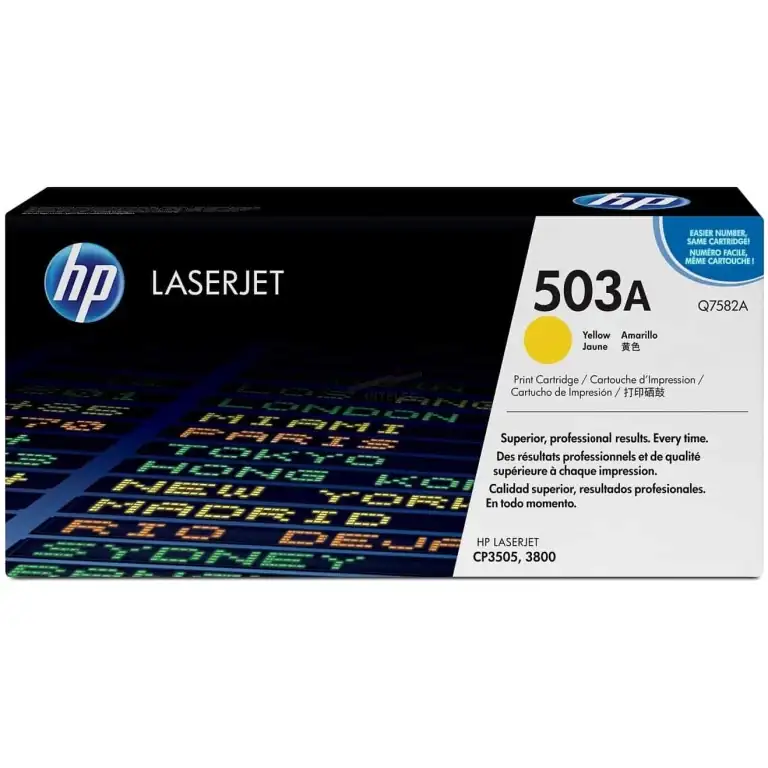 hp
EASIER NUMBER,
SAME CARTRIDGE!
NUMÉRO FACILE,
MÊME CARTOUCHE !
hp LASERJET
503A
Q7582A
Yellow Amarillo
Jaune 黄色
Print Cartridge / Cartouche d'Impression /
Cartucho de Impresión / 打印硒鼓
Superior, professional results. Every time.
Des résultats professionnels et de qualité
supérieure à chaque impression.
Calidad superior, resultados profesionales.
En todo momento.
HP LASERJET
CP3505, 3800
LONDON
MIAMI
PARIS
TOKYO
HONG KON
NEW YORK
MADRID
RIO DEJA
SYDNEY